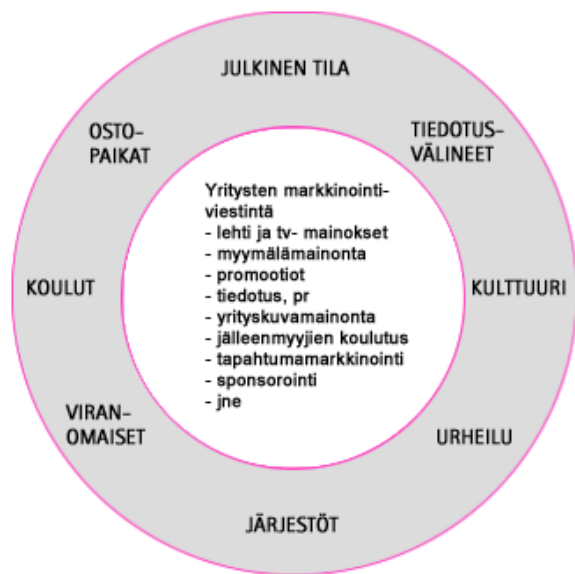 JULKINEN TILA
OSTO-
PAIKAT
TIEDOTUS-
VÄLINEET
Yritysten markkinointi-
viestintä
- lehti ja tv- mainokset
- myymälämainonta
- promootiot
- tiedotus, pr
- yrityskuvamainonta
- jälleenmyyjien koulutus
- tapahtumamarkkinointi
- sponsorointi
- jne
KOULUT
KULTTUURI
VIRAN-
OMAISET
URHEILU
JÄRJESTÖT